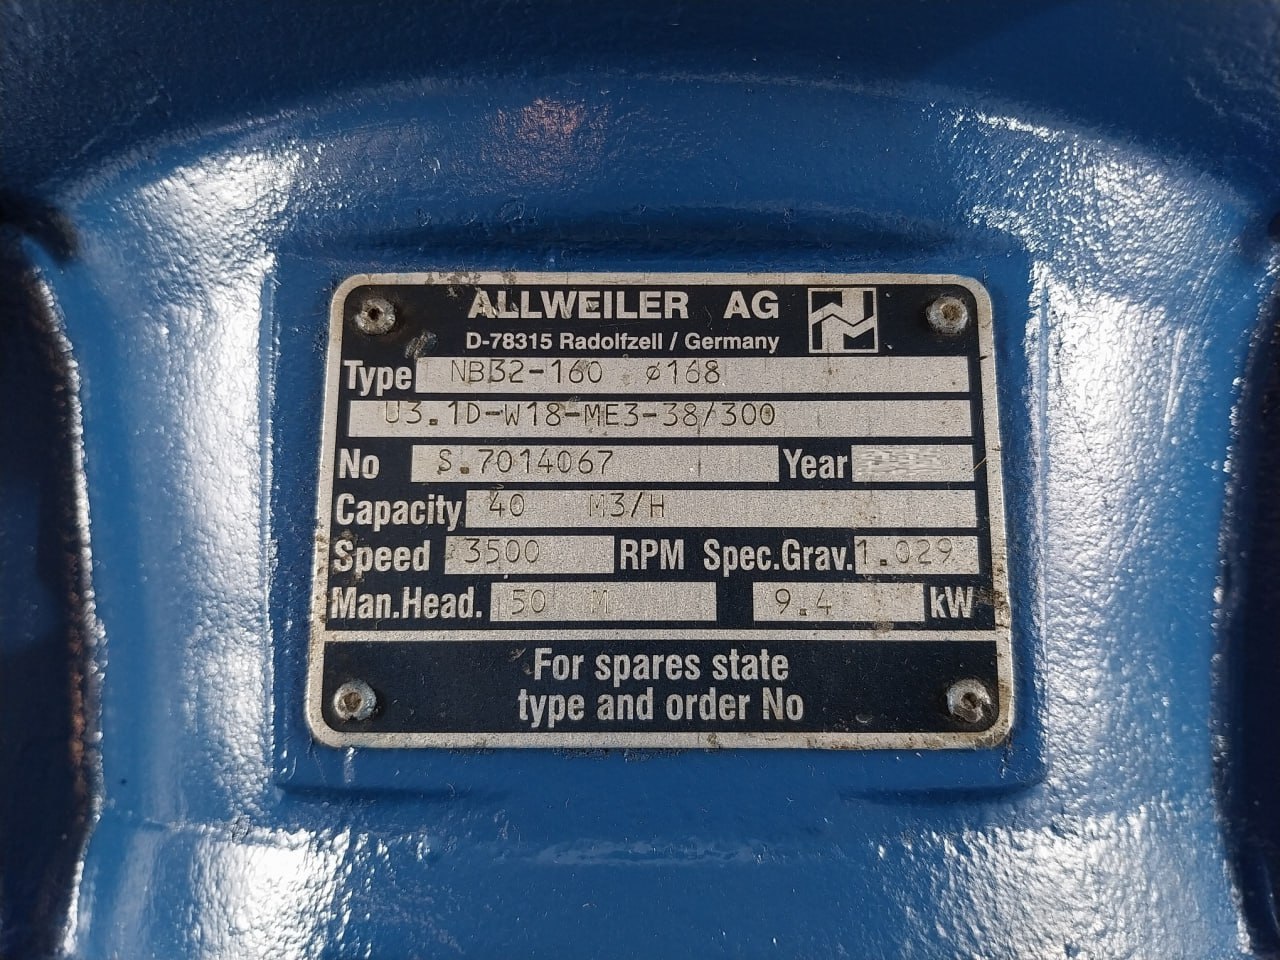 ALLWEILER AG
D-78315 Radolfzell / Germany
Type NB32-160 ø168
U3.1D-W18-ME3-38/300
No S.7014067 Year
Capacity 40 M3/H
Speed 3500 RPM Spec.Grav. 1.029
Man.Head. 50 M 9.4 kW
For spares state
type and order No